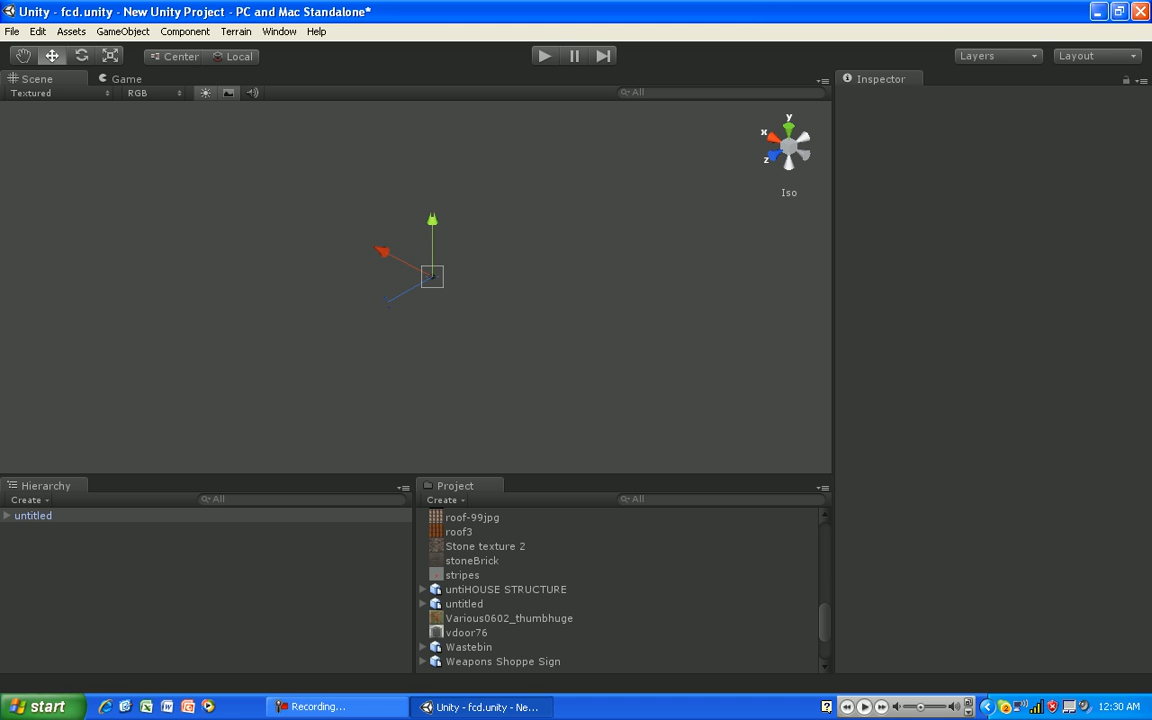 Unity - fcd.unity - New Unity Project - PC and Mac Standalone*
File Edit Assets GameObject Component Terrain Window Help
Center Local Layers Layout
Scene Game Inspector
Textured RGB All
y
x
z
Iso
Hierarchy Project
Create All Create All
untitled
roof-99jpg
roof3
Stone texture 2
stoneBrick
stripes
untiHOUSE STRUCTURE
untitled
Various0602_thumbhuge
vdoor76
Wastebin
Weapons Shoppe Sign
start Recording... Unity - fcd.unity - Ne... 12:30 AM